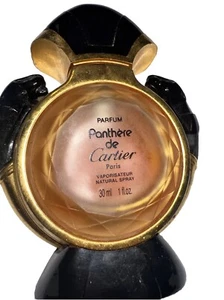 PARFUM
Panthère
de
Cartier
Paris
VAPORISATEUR
NATURAL SPRAY
30 ml 1 fl.oz.